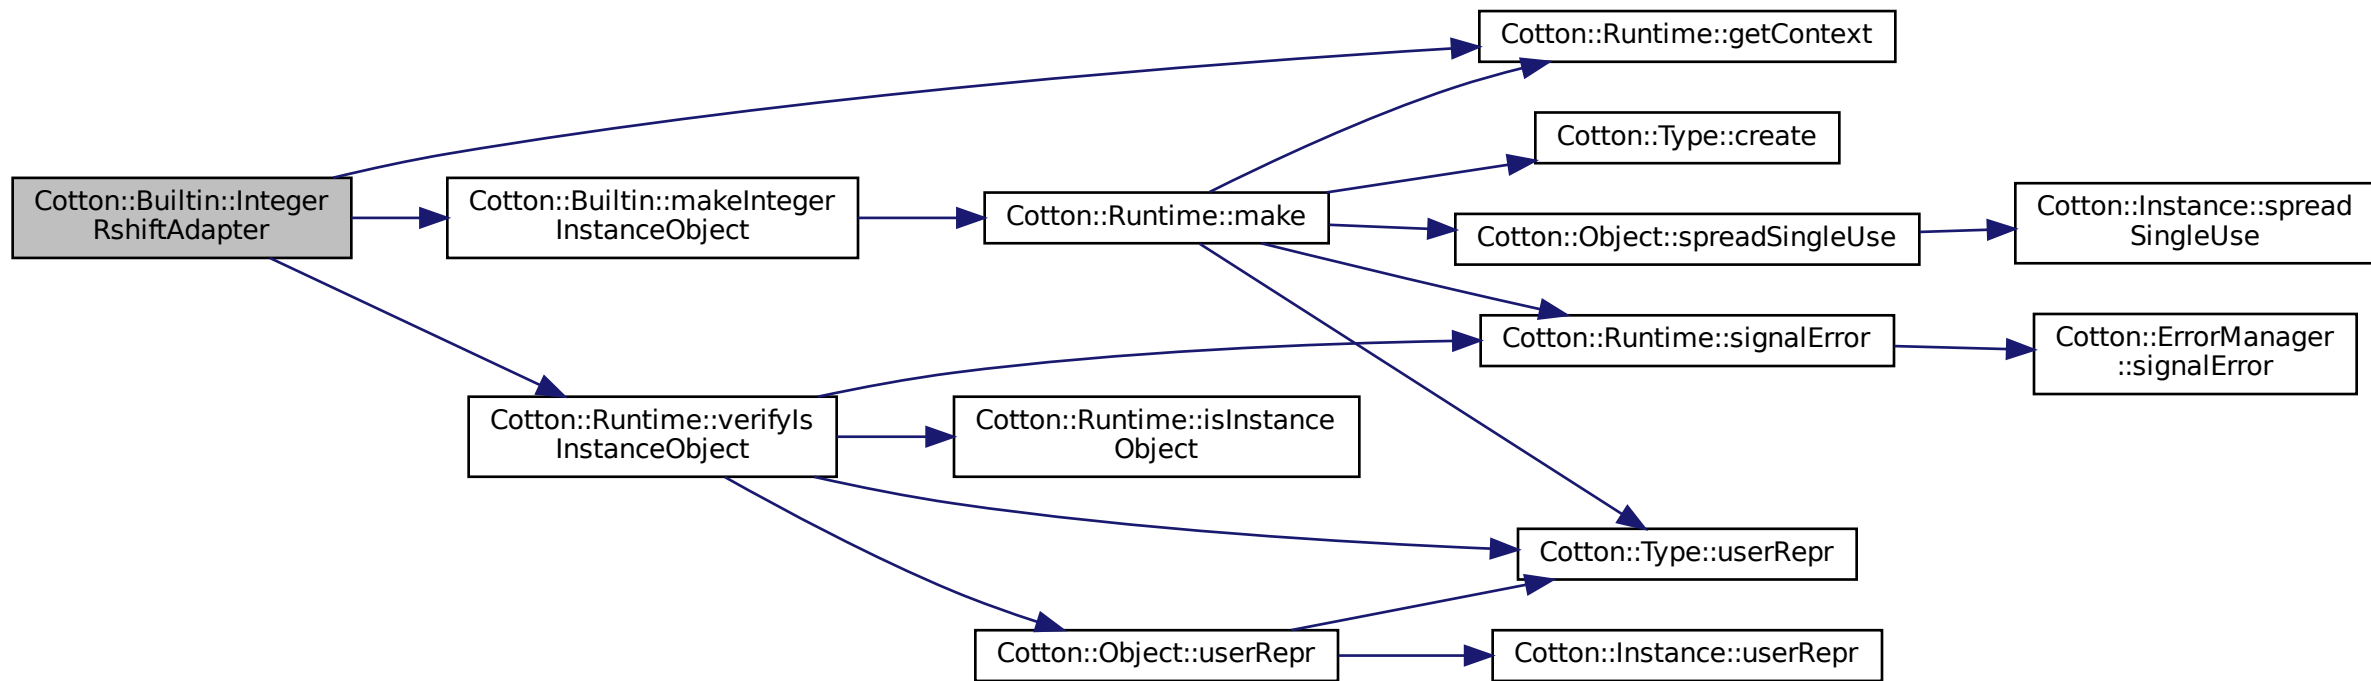 Cotton::Runtime::getContext
Cotton::Type::create
Cotton::Builtin::Integer
RshiftAdapter
Cotton::Builtin::makeInteger
InstanceObject
Cotton::Runtime::make
Cotton::Object::spreadSingleUse
Cotton::Instance::spread
SingleUse
Cotton::Runtime::signalError
Cotton::ErrorManager
::signalError
Cotton::Runtime::verifyIs
InstanceObject
Cotton::Runtime::isInstance
Object
Cotton::Type::userRepr
Cotton::Object::userRepr
Cotton::Instance::userRepr